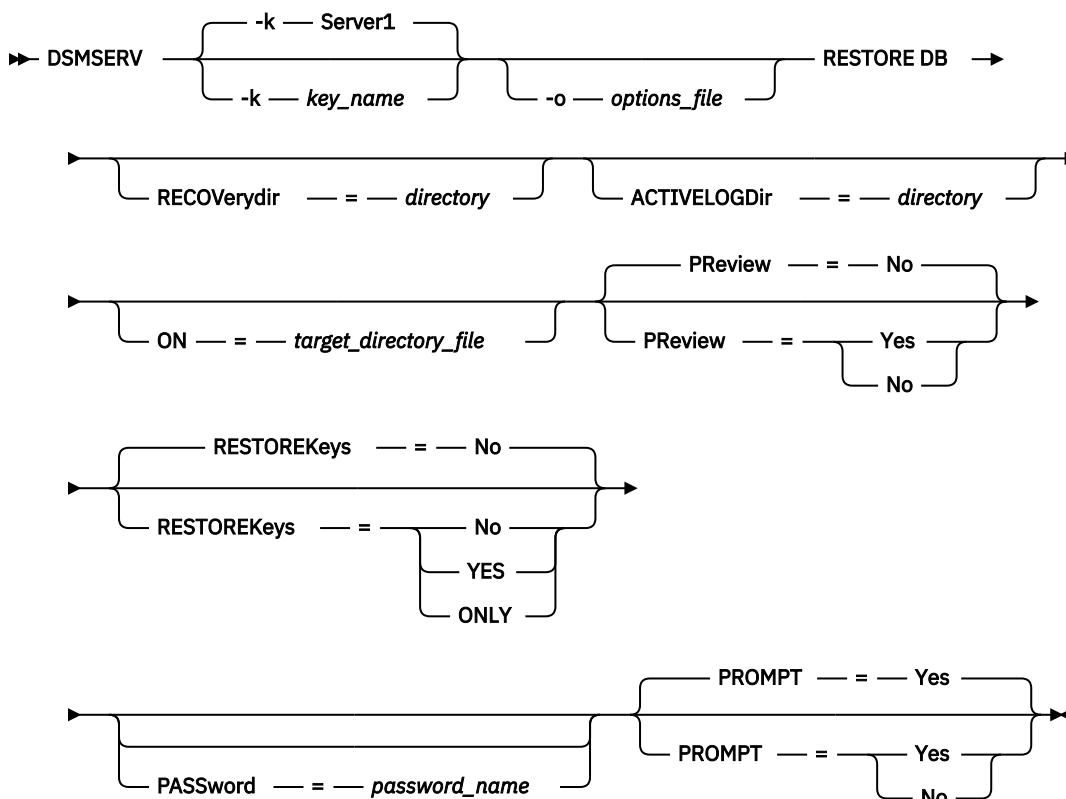 -k Server1
DSMSERV RESTORE DB
-k key_name -o options_file
RECOVerydir = directory ACTIVELOGDir = directory
PReview = No
ON = target_directory_file PReview = Yes
No
RESTOREKeys = No
RESTOREKeys = No
YES
ONLY
PROMPT = Yes
PROMPT = Yes
PASSword = password_name
No